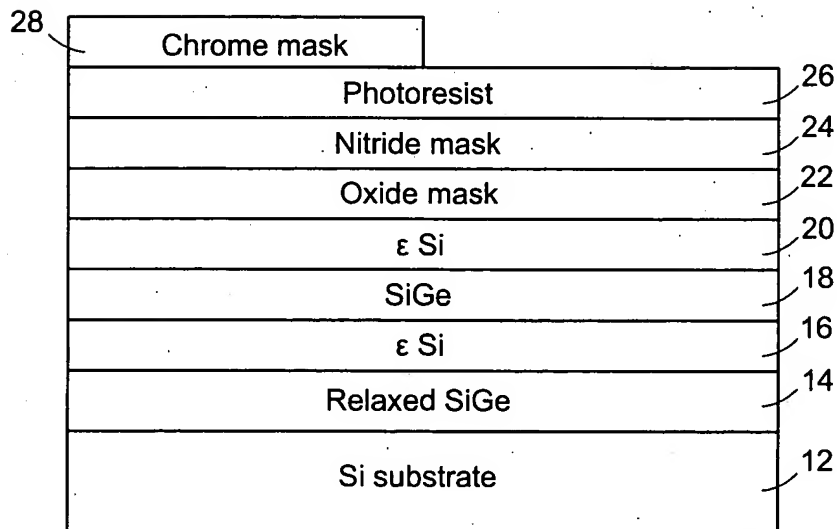 28
Chrome mask
Photoresist
26
Nitride mask
24
Oxide mask
22
ε Si
20
SiGe
18
ε Si
16
Relaxed SiGe
14
Si substrate
12